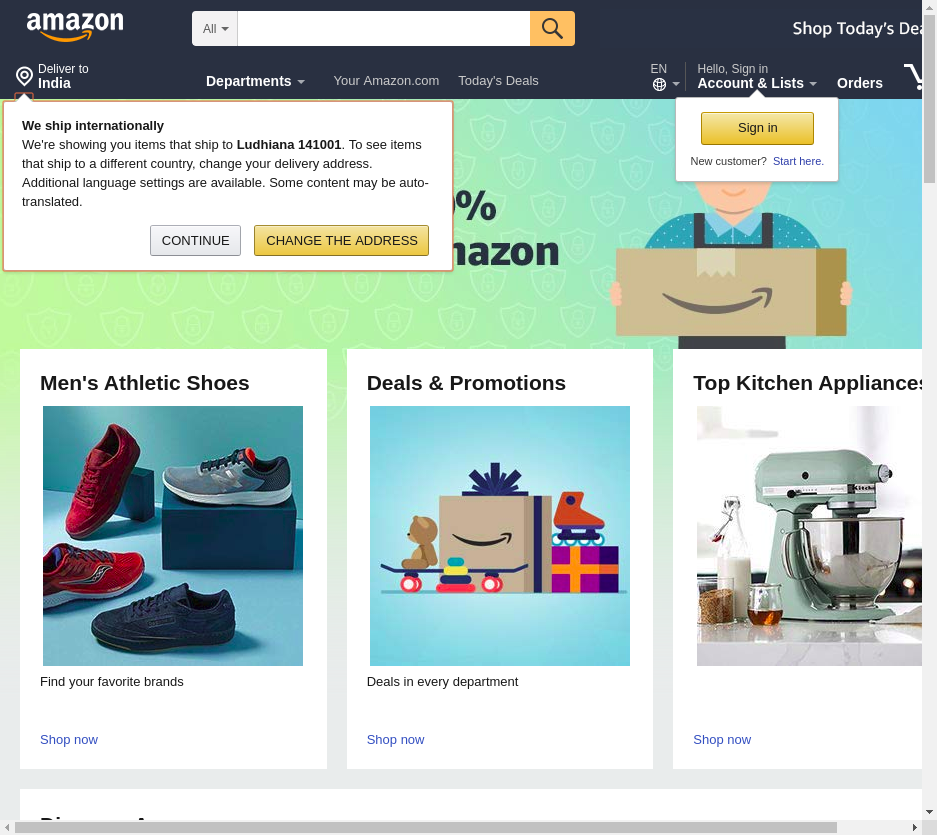 amazon
All
Shop Today's Dea
Deliver to
India
Departments
Your Amazon.com
Today's Deals
EN
Hello, Sign in
Account & Lists
Orders
We ship internationally
We're showing you items that ship to Ludhiana 141001. To see items
that ship to a different country, change your delivery address.
Additional language settings are available. Some content may be auto-
translated.
CONTINUE
CHANGE THE ADDRESS
Sign in
New customer? Start here.
%
mazon
Men's Athletic Shoes
Find your favorite brands
Shop now
Deals & Promotions
Deals in every department
Shop now
Top Kitchen Appliances
Shop now